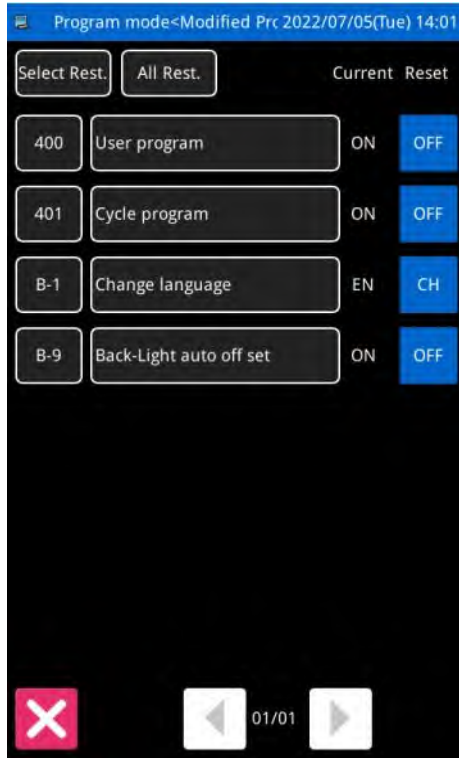 Program mode<Modified Prc 2022/07/05(Tue) 14:01
Select Rest. All Rest. Current Reset
400 User program ON OFF
401 Cycle program ON OFF
B-1 Change language EN CH
B-9 Back-Light auto off set ON OFF
01/01